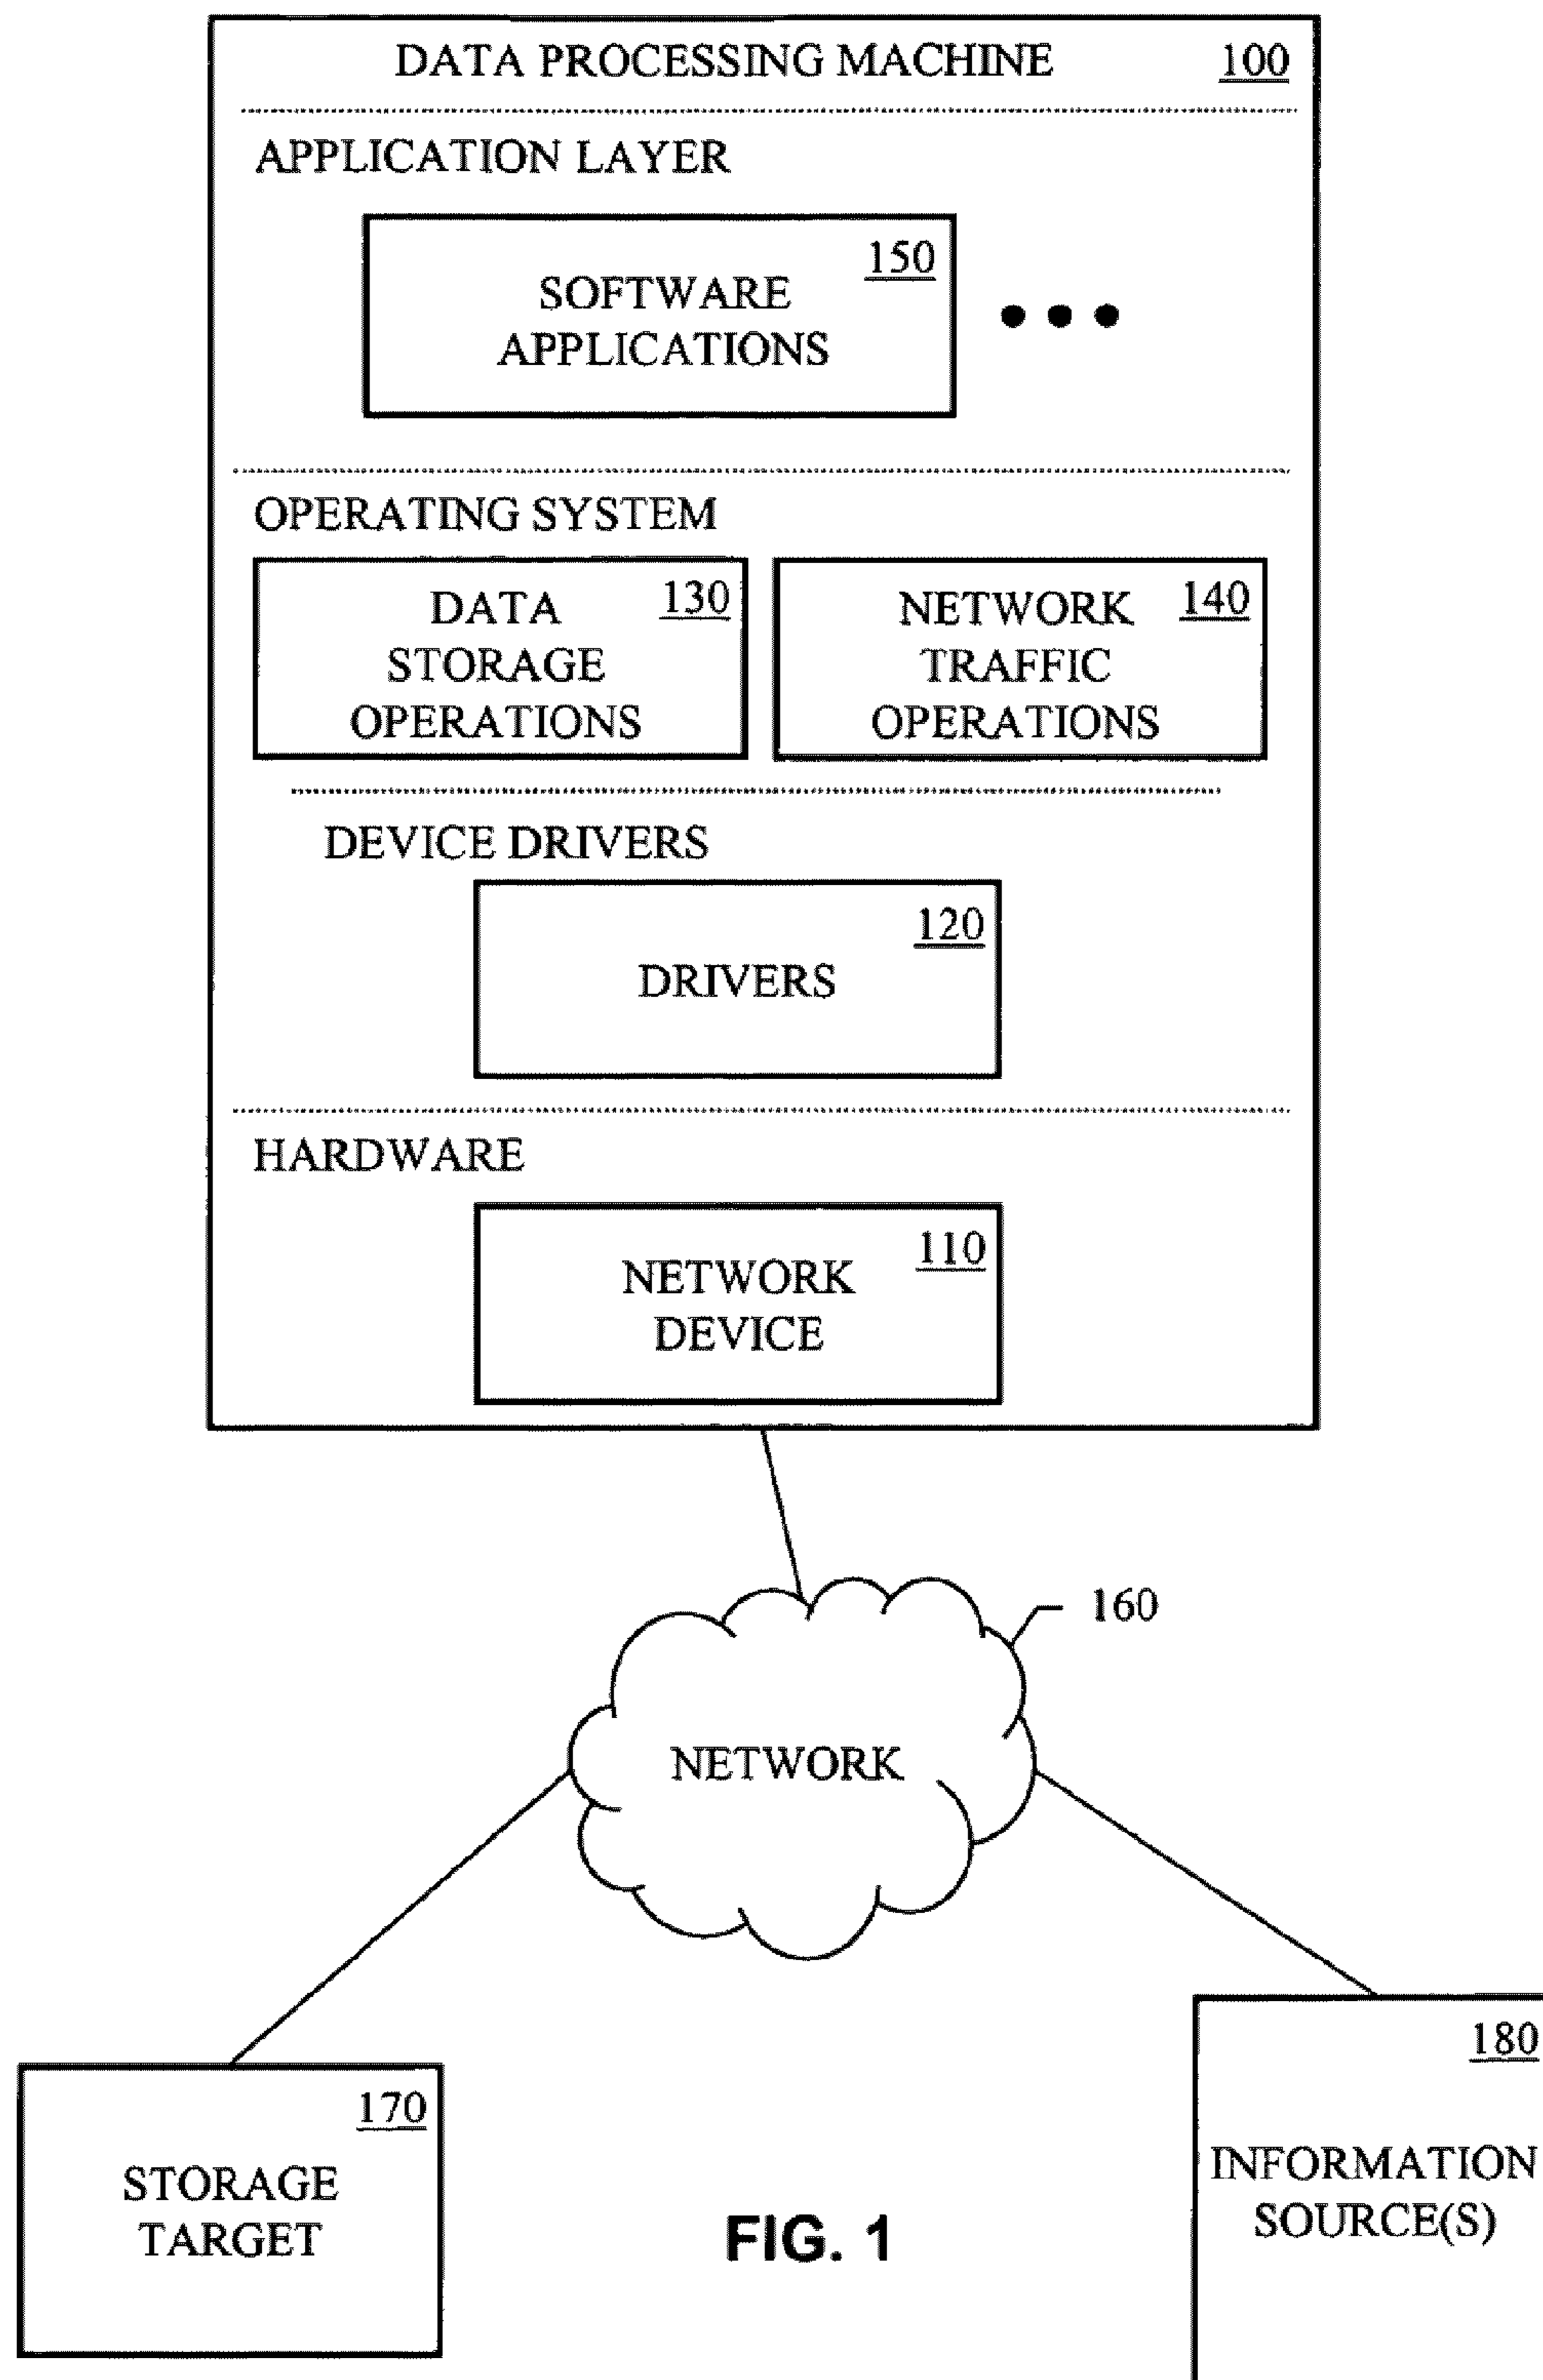 DATA PROCESSING MACHINE 100
APPLICATION LAYER
150
SOFTWARE
APPLICATIONS
OPERATING SYSTEM
130
DATA
STORAGE
OPERATIONS
140
NETWORK
TRAFFIC
OPERATIONS
DEVICE DRIVERS
120
DRIVERS
HARDWARE
110
NETWORK
DEVICE
160
NETWORK
170
STORAGE
TARGET
180
INFORMATION
SOURCE(S)
FIG. 1